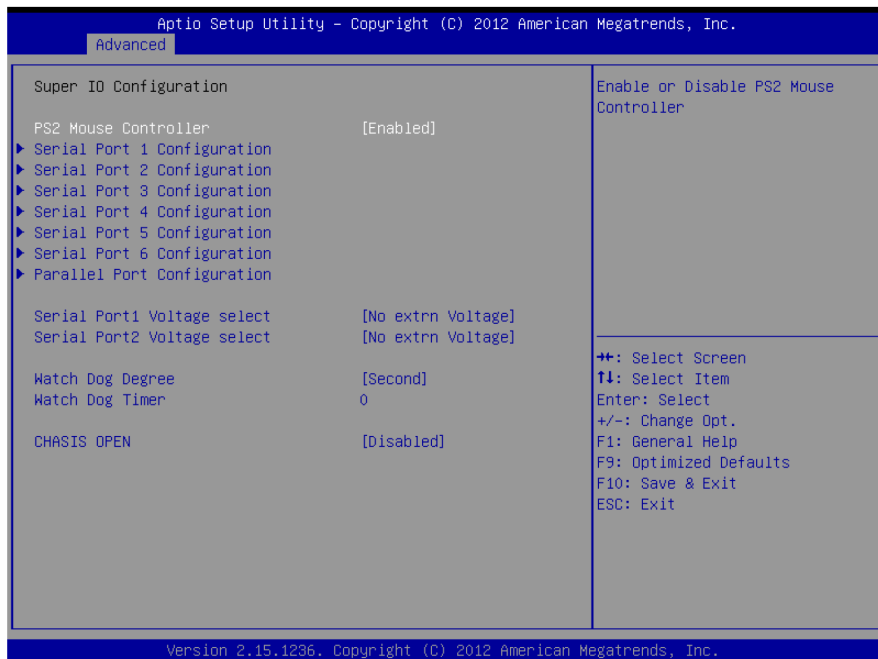 Aptio Setup Utility – Copyright (C) 2012 American Megatrends, Inc.
Advanced
Super IO Configuration
PS2 Mouse Controller [Enabled]
Serial Port 1 Configuration
Serial Port 2 Configuration
Serial Port 3 Configuration
Serial Port 4 Configuration
Serial Port 5 Configuration
Serial Port 6 Configuration
Parallel Port Configuration
Serial Port1 Voltage select [No extrn Voltage]
Serial Port2 Voltage select [No extrn Voltage]
Watch Dog Degree [Second]
Watch Dog Timer 0
CHASIS OPEN [Disabled]
Enable or Disable PS2 Mouse
Controller
→←: Select Screen
↑↓: Select Item
Enter: Select
+/-: Change Opt.
F1: General Help
F9: Optimized Defaults
F10: Save & Exit
ESC: Exit
Version 2.15.1236. Copyright (C) 2012 American Megatrends, Inc.